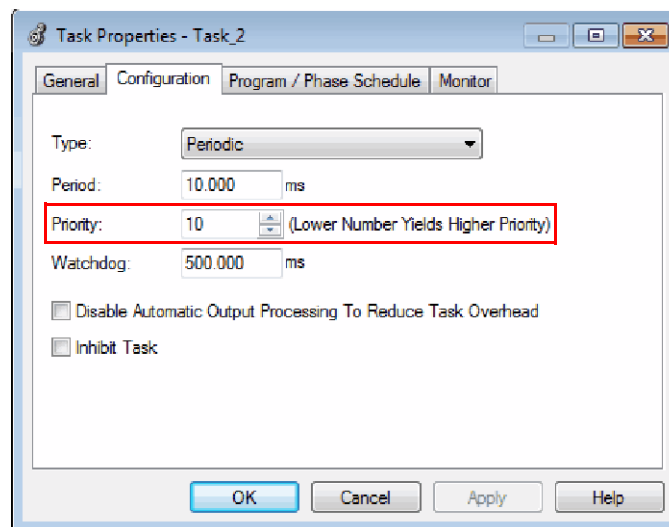 Task Properties - Task_2
General Configuration Program / Phase Schedule Monitor
Type: Periodic
Period: 10.000 ms
Priority: 10 (Lower Number Yields Higher Priority)
Watchdog: 500.000 ms
Disable Automatic Output Processing To Reduce Task Overhead
Inhibit Task
OK Cancel Apply Help